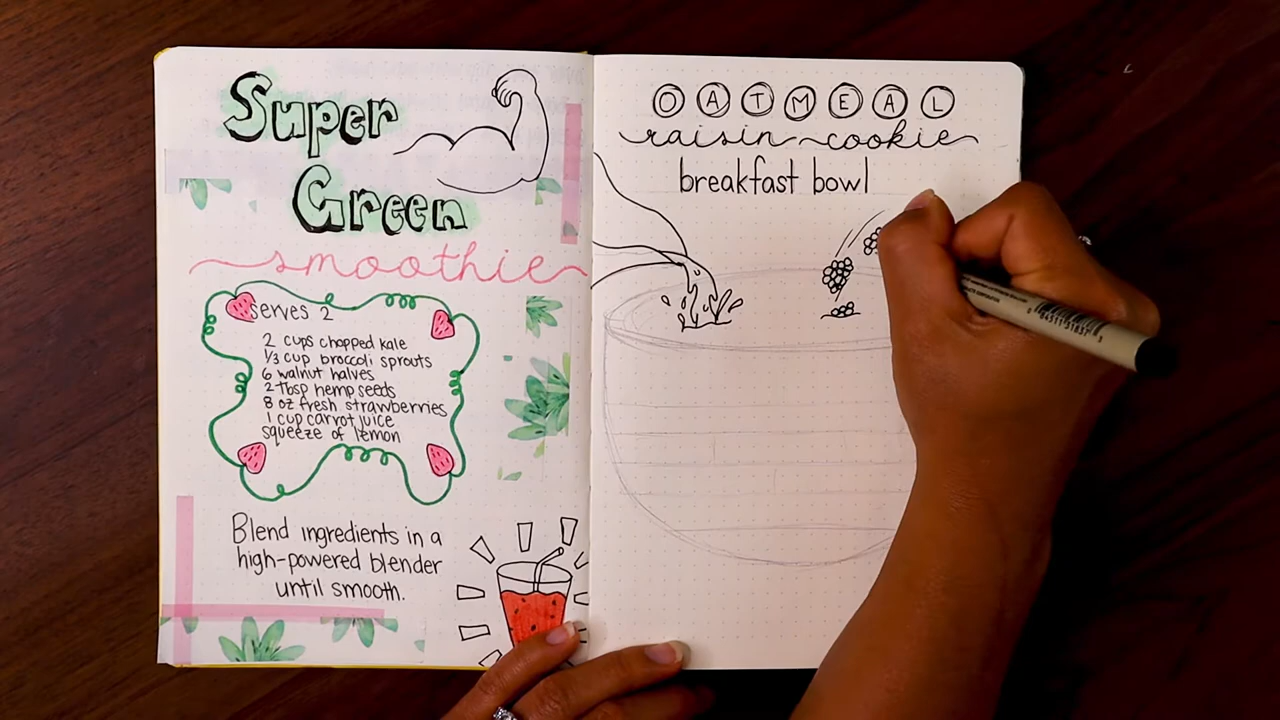 Super
Green
smoothie
serves 2
2 cups chopped kale
1/3 cup broccoli sprouts
6 walnut halves
2 tbsp hemp seeds
8 oz fresh strawberries
1 cup carrot juice
squeeze of lemon
Blend ingredients in a
high-powered blender
until smooth.
OATMEAL
raisin cookie
breakfast bowl